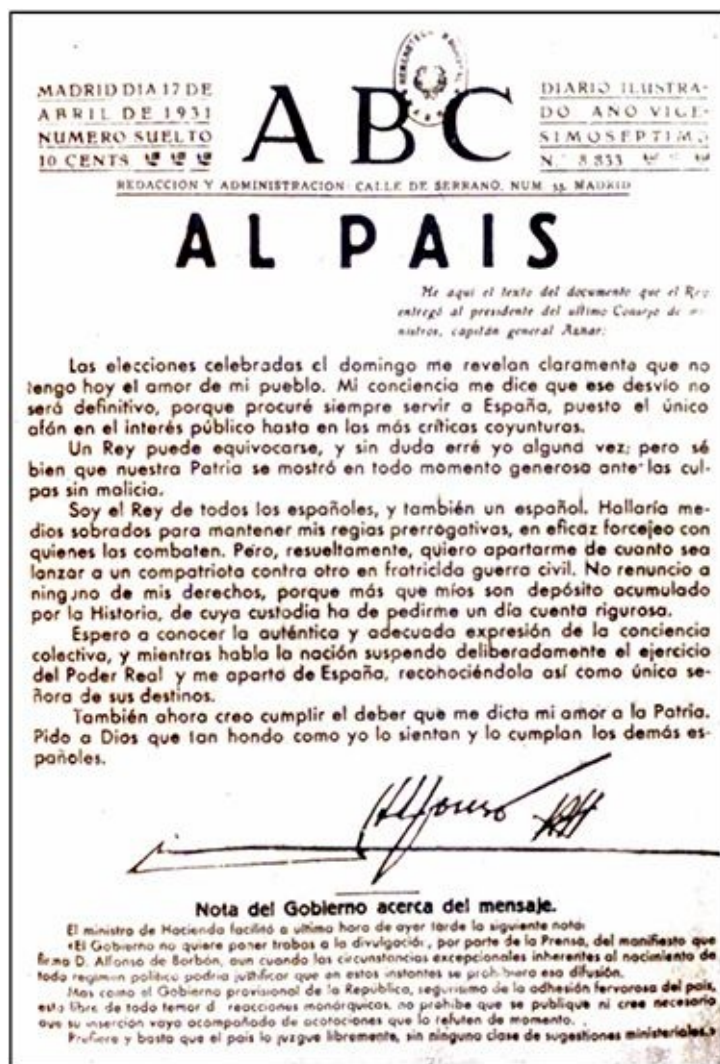 MADRID DIA 17 DE
ABRIL DE 1931
NUMERO SUELTO
10 CENTS
ABC
DIARIO ILUSTRA-
DO AÑO VIGE-
SIMOSEPTIMO
N.º 8.833
REDACCION Y ADMINISTRACION: CALLE DE SERRANO, NUM. 55, MADRID
AL PAIS
He aquí el texto del documento que el Rey
entregó al presidente del último Consejo de mi-
nistros, capitán general Aznar:
Las elecciones celebradas el domingo me revelan claramente que no
tengo hoy el amor de mi pueblo. Mi conciencia me dice que ese desvío no
será definitivo, porque procuré siempre servir a España, puesto el único
afán en el interés público hasta en las más críticas coyunturas.
Un Rey puede equivocarse, y sin duda erré yo alguna vez; pero sé
bien que nuestra Patria se mostró en todo momento generosa ante las cul-
pas sin malicia.
Soy el Rey de todos los españoles, y también un español. Hallaría me-
dios sobrados para mantener mis regias prerrogativas, en eficaz forcejeo con
quienes las combaten. Pero, resueltamente, quiero apartarme de cuanto sea
lanzar a un compatriota contra otro en fratricida guerra civil. No renuncio a
ninguno de mis derechos, porque más que míos son depósito acumulado
por la Historia, de cuya custodia ha de pedirme un día cuenta rigurosa.
Espero a conocer la auténtica y adecuada expresión de la conciencia
colectiva, y mientras habla la nación suspendo deliberadamente el ejercicio
del Poder Real y me aparto de España, reconociéndola así como única se-
ñora de sus destinos.
También ahora creo cumplir el deber que me dicta mi amor a la Patria.
Pido a Dios que tan hondo como yo lo sientan y lo cumplan los demás es-
pañoles.
Alfonso
Nota del Gobierno acerca del mensaje.
El ministro de Hacienda facilitó a última hora de ayer tarde la siguiente nota:
«El Gobierno no quiere poner trabas a la divulgación, por parte de la Prensa, del manifiesto que
firma D. Alfonso de Borbón, aun cuando las circunstancias excepcionales inherentes al nacimiento de
todo regimen político podría justificar que en estos instantes se prohibiera esa difusión.
Mas como el Gobierno provisional de la República, segurísimo de la adhesión fervorosa del país,
está libre de todo temor de reacciones monárquicas, no prohibe que se publique ni cree necesario
que su inserción vaya acompañada de acotaciones que lo refuten de momento.
Prefiere y basta que el país lo juzgue libremente, sin ninguna clase de sugestiones ministeriales.»